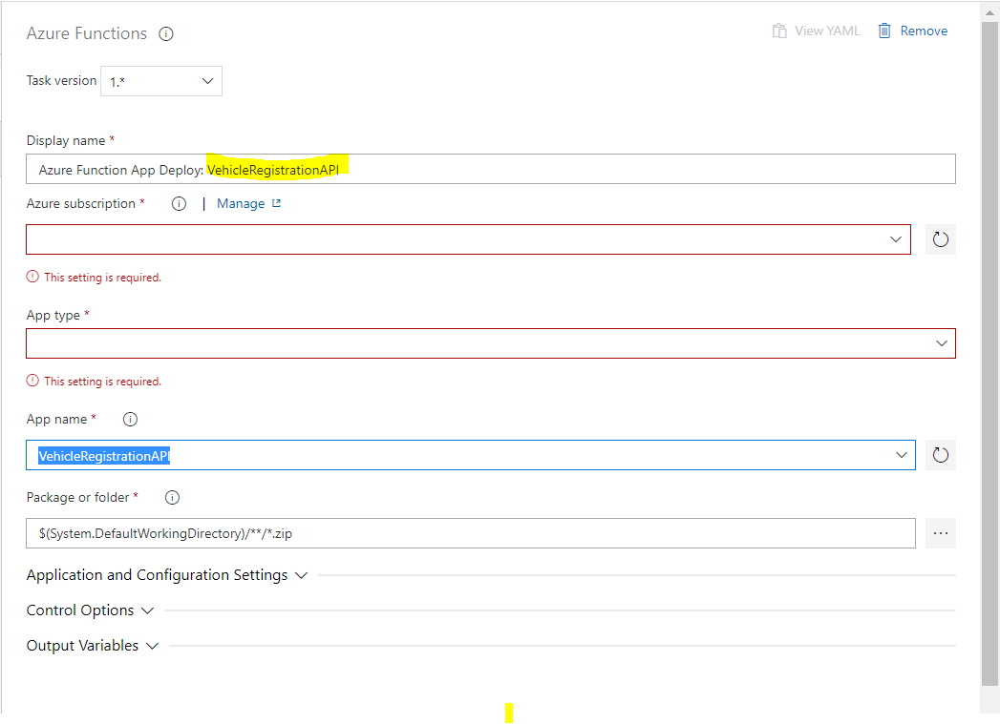 Azure Functions
View YAML
Remove
Task version 1.*
Display name *
Azure Function App Deploy: VehicleRegistrationAPI
Azure subscription * | Manage
This setting is required.
App type *
This setting is required.
App name *
VehicleRegistrationAPI
Package or folder *
$(System.DefaultWorkingDirectory)/**/*.zip
Application and Configuration Settings
Control Options
Output Variables